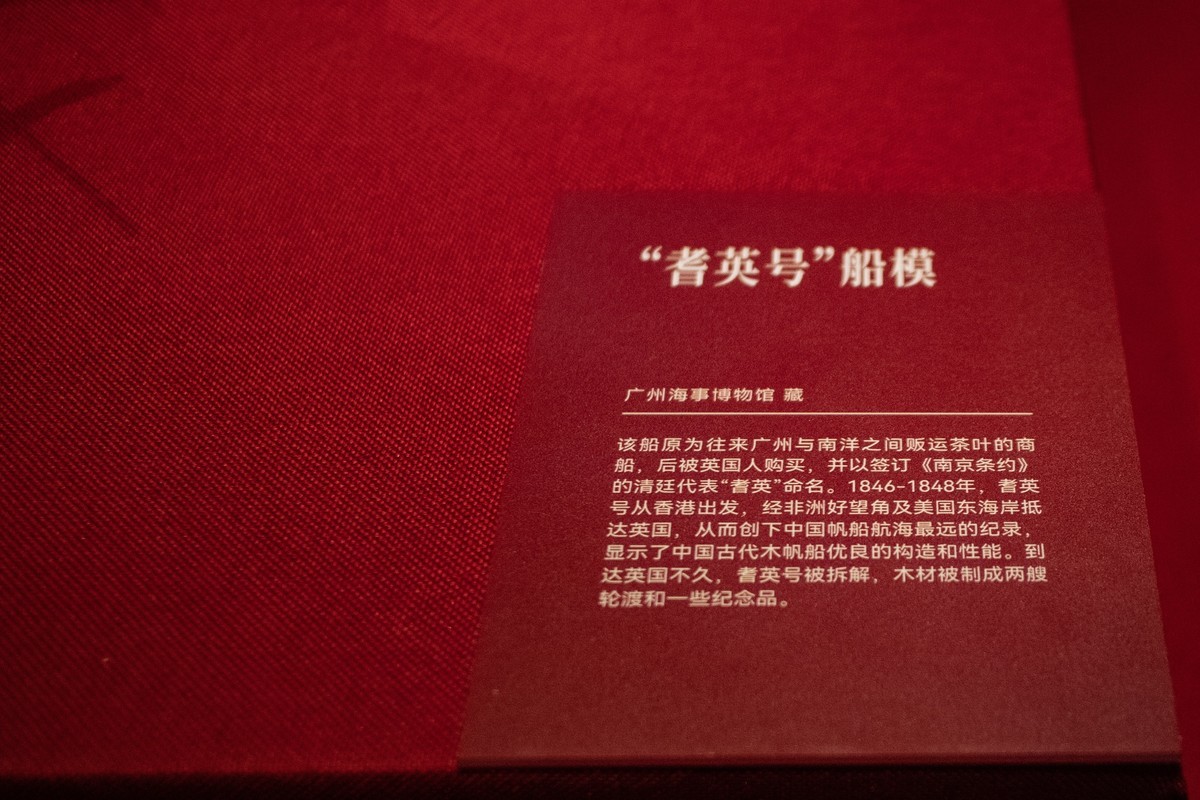 “耆英号”船模
广州海事博物馆 藏
该船原为往来广州与南洋之间贩运茶叶的商
船，后被英国人购买，并以签订《南京条约》
的清廷代表“耆英”命名。1846-1848年，耆英
号从香港出发，经非洲好望角及美国东海岸抵
达英国，从而创下中国帆船航海最远的纪录，
显示了中国古代木帆船优良的构造和性能。到
达英国不久，耆英号被拆解，木材被制成两艘
轮渡和一些纪念品。